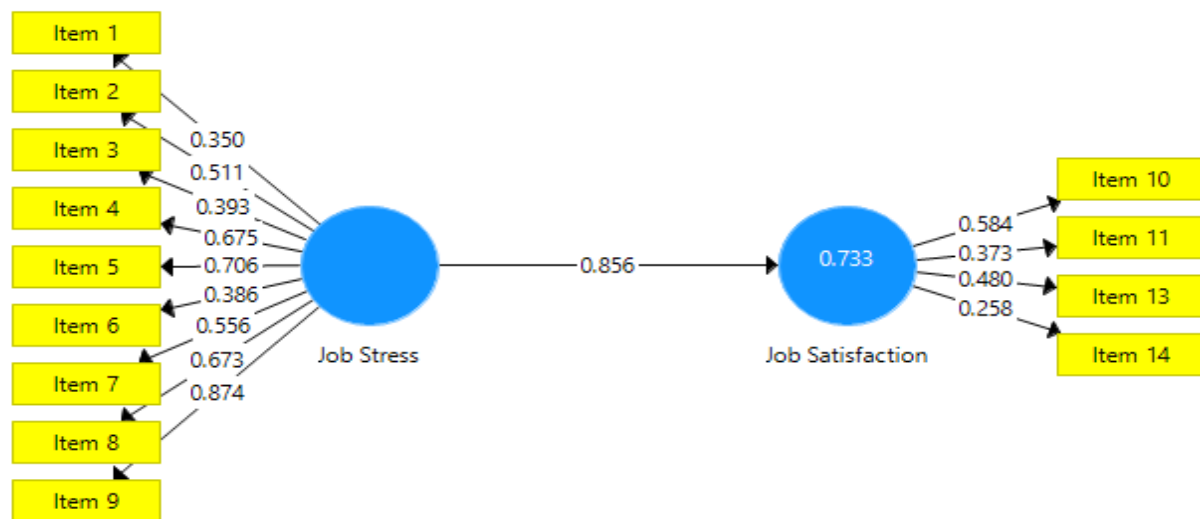 Item 1
Item 2
Item 3
Item 4
Item 5
Item 6
Item 7
Item 8
Item 9
0.350
0.511
0.393
0.675
0.706
0.386
0.556
0.673
0.874
Job Stress
0.856
0.733
Job Satisfaction
0.584
0.373
0.480
0.258
Item 10
Item 11
Item 13
Item 14